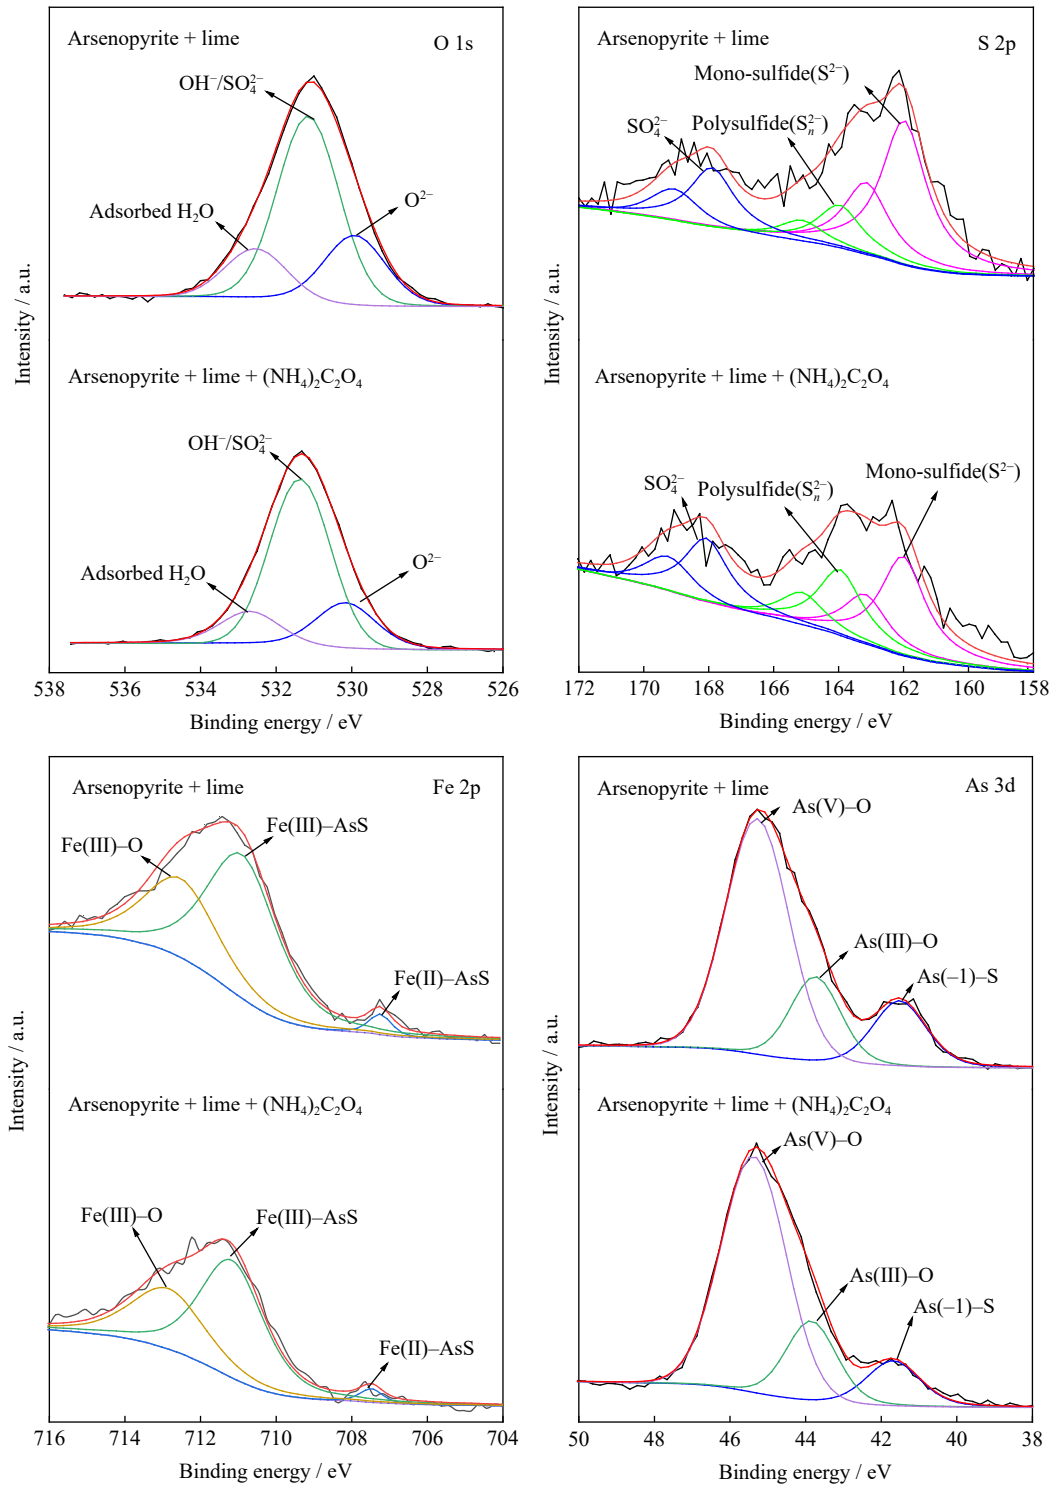 Arsenopyrite + lime
O 1s
OH⁻/SO₄²⁻
Adsorbed H₂O
O²⁻
Arsenopyrite + lime + (NH₄)₂C₂O₄
OH⁻/SO₄²⁻
Adsorbed H₂O
O²⁻
Intensity / a.u.
538 536 534 532 530 528 526
Binding energy / eV
Arsenopyrite + lime
S 2p
Mono-sulfide(S²⁻)
SO₄²⁻
Polysulfide(Sₙ²⁻)
Arsenopyrite + lime + (NH₄)₂C₂O₄
Mono-sulfide(S²⁻)
SO₄²⁻
Polysulfide(Sₙ²⁻)
Intensity / a.u.
172 170 168 166 164 162 160 158
Binding energy / eV
Arsenopyrite + lime
Fe 2p
Fe(III)–AsS
Fe(III)–O
Fe(II)–AsS
Arsenopyrite + lime + (NH₄)₂C₂O₄
Fe(III)–O
Fe(III)–AsS
Fe(II)–AsS
Intensity / a.u.
716 714 712 710 708 706 704
Binding energy / eV
Arsenopyrite + lime
As 3d
As(V)–O
As(III)–O
As(–1)–S
Arsenopyrite + lime + (NH₄)₂C₂O₄
As(V)–O
As(III)–O
As(–1)–S
Intensity / a.u.
50 48 46 44 42 40 38
Binding energy / eV